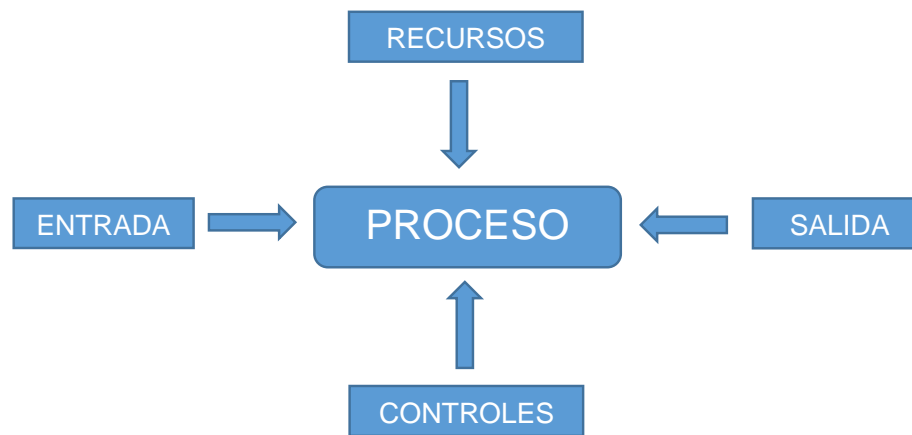 RECURSOS
ENTRADA
PROCESO
SALIDA
CONTROLES